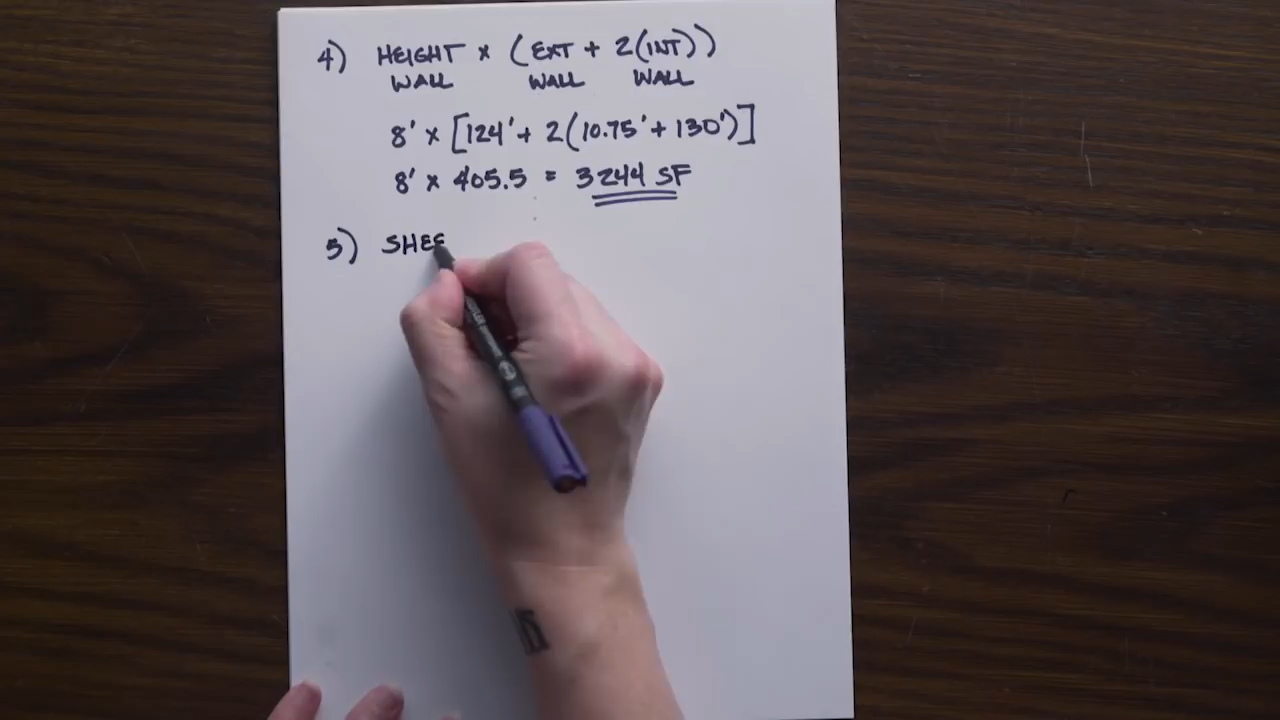 4) HEIGHT x (EXT + 2(INT))
WALL WALL WALL
8' x [124' + 2(10.75' + 130')]
8' x 405.5 = 3244 SF
5) SHEE